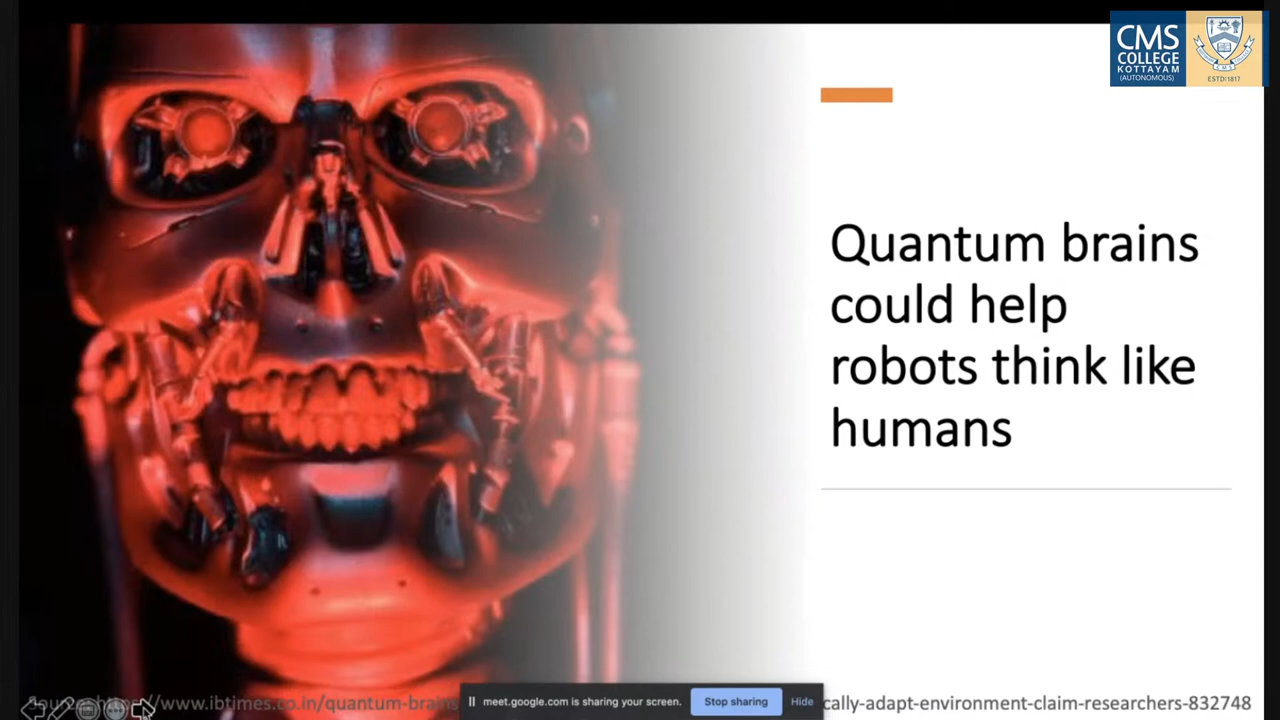 CMS
COLLEGE
KOTTAYAM
(AUTONOMOUS)
ESTD:1817
Quantum brains
could help
robots think like
humans
www.ibtimes.co.in/quantum-brains
meet.google.com is sharing your screen.
Stop sharing
Hide
cally-adapt-environment-claim-researchers-832748